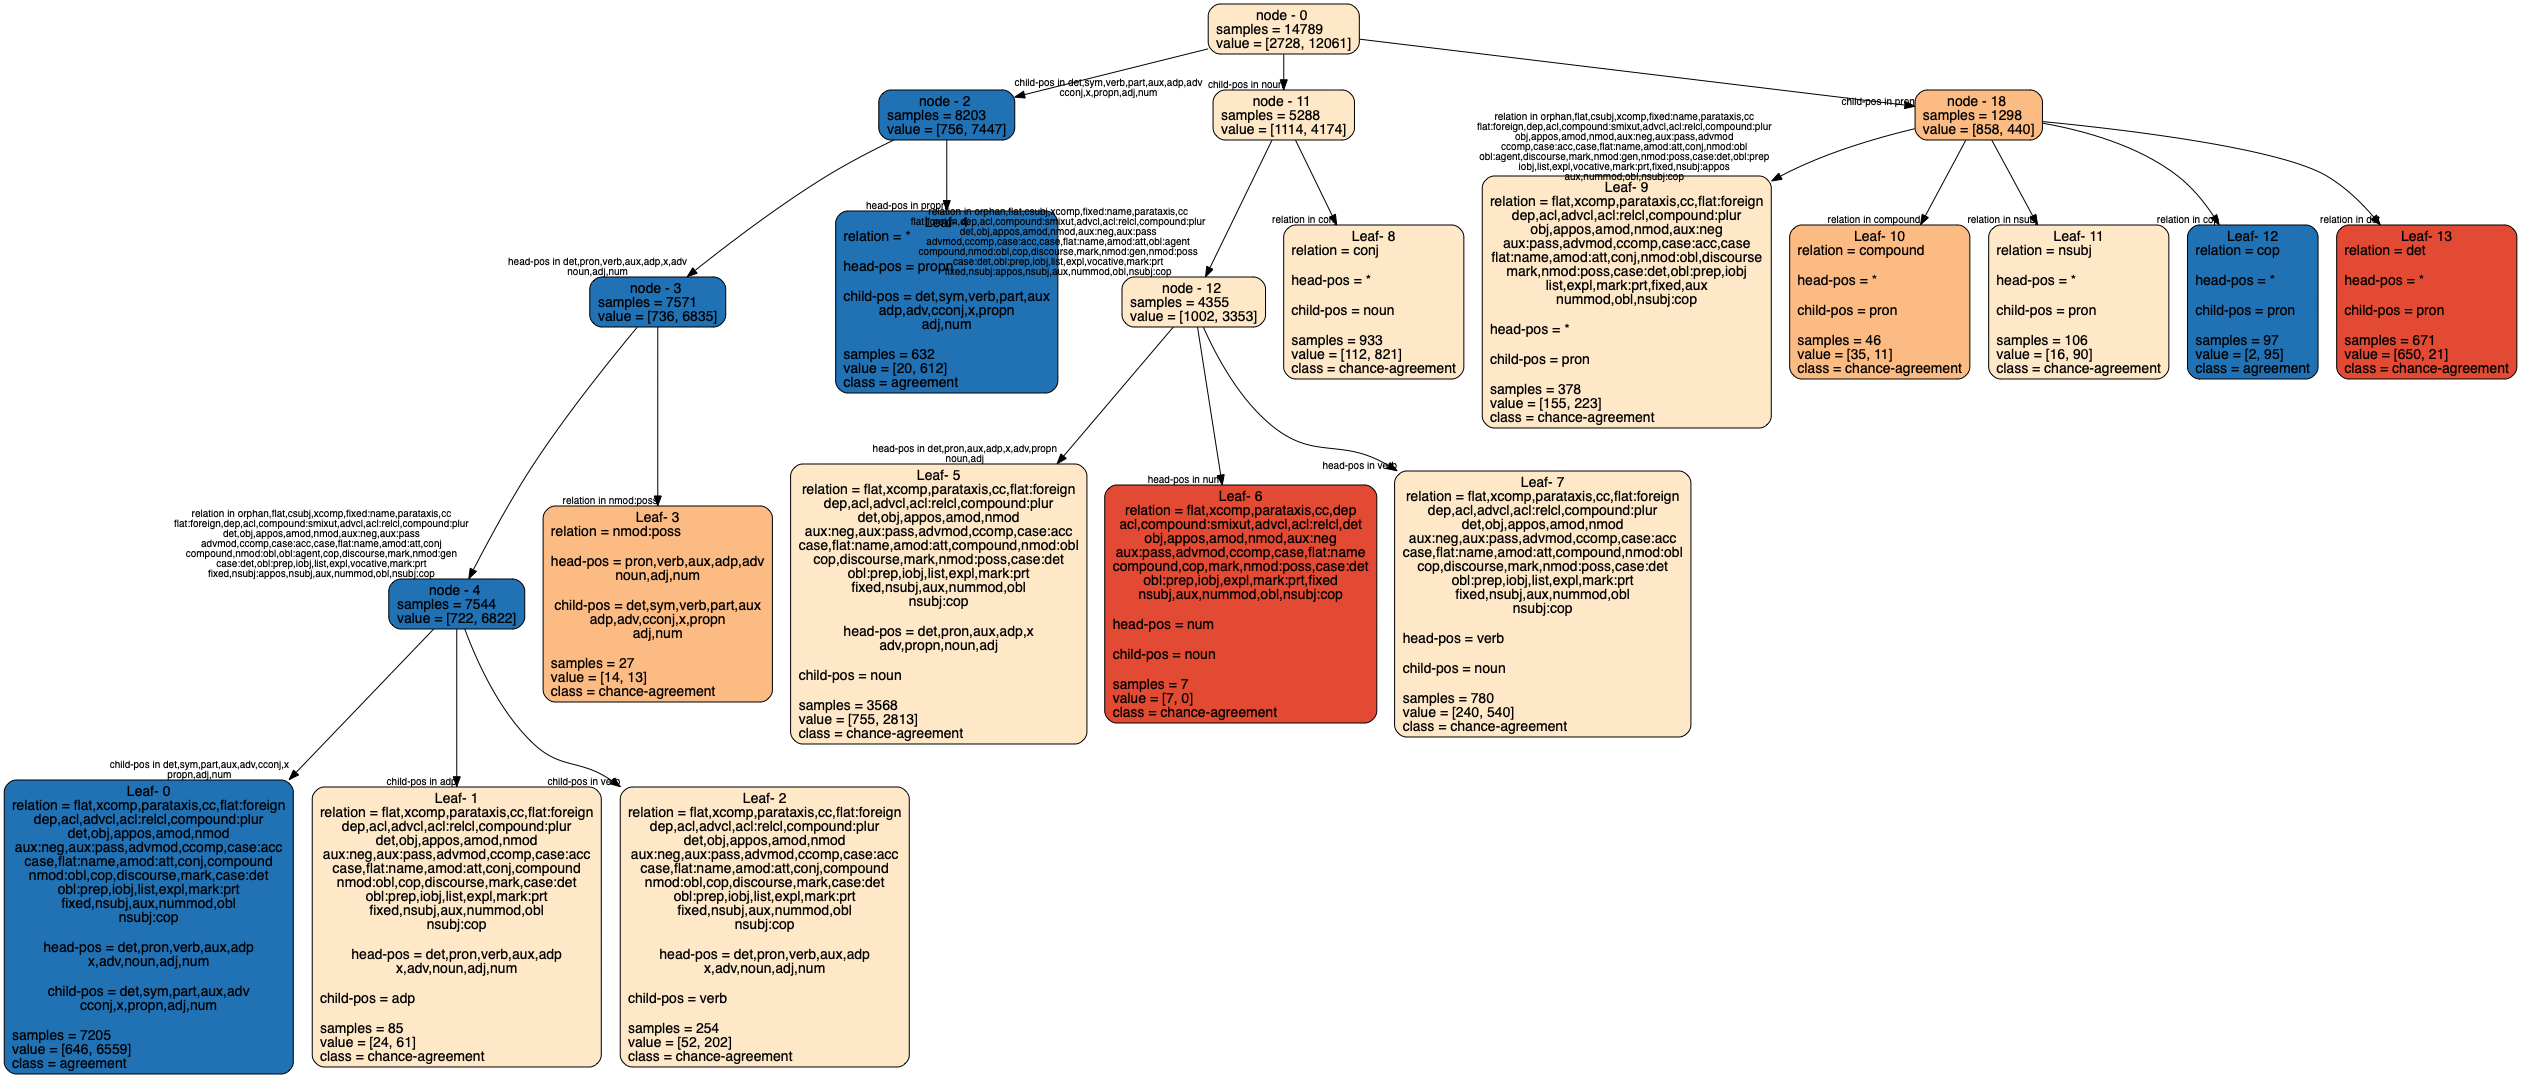 node - 0
samples = 14789
value = [2728, 12061]
child-pos in det,sym,verb,part,aux,adp,adv
cconj,x,propn,adj,num
child-pos in noun
child-pos in pron
node - 2
samples = 8203
value = [756, 7447]
node - 11
samples = 5288
value = [1114, 4174]
node - 18
samples = 1298
value = [858, 440]
head-pos in det,pron,verb,aux,adp,x,adv
noun,adj,num
head-pos in propn
relation in orphan,flat,csubj,xcomp,fixed:name,parataxis,cc
flat:foreign,dep,acl,compound:smixut,advcl,acl:relcl,compound:plur
det,obj,appos,amod,nmod,aux:neg,aux:pass
advmod,ccomp,case:acc,case,flat:name,amod:att,obl:agent
compound,nmod:obl,cop,discourse,mark,nmod:gen,nmod:poss
case:det,obl:prep,iobj,list,expl,vocative,mark:prt
fixed,nsubj:appos,nsubj,aux,nummod,obl,nsubj:cop
relation in conj
relation in orphan,flat,csubj,xcomp,fixed:name,parataxis,cc
flat:foreign,dep,acl,compound:smixut,advcl,acl:relcl,compound:plur
obj,appos,amod,nmod,aux:neg,aux:pass,advmod
ccomp,case:acc,case,flat:name,amod:att,conj,nmod:obl
obl:agent,discourse,mark,nmod:gen,nmod:poss,case:det,obl:prep
iobj,list,expl,vocative,mark:prt,fixed,nsubj:appos
aux,nummod,obl,nsubj:cop
relation in compound
relation in nsubj
relation in cop
relation in det
node - 3
samples = 7571
value = [736, 6835]
Leaf- 4
relation = *
head-pos = propn
child-pos = det,sym,verb,part,aux
adp,adv,cconj,x,propn
adj,num
samples = 632
value = [20, 612]
class = agreement
node - 12
samples = 4355
value = [1002, 3353]
Leaf- 8
relation = conj
head-pos = *
child-pos = noun
samples = 933
value = [112, 821]
class = chance-agreement
Leaf- 9
relation = flat,xcomp,parataxis,cc,flat:foreign
dep,acl,advcl,acl:relcl,compound:plur
obj,appos,amod,nmod,aux:neg
aux:pass,advmod,ccomp,case:acc,case
flat:name,amod:att,conj,nmod:obl,discourse
mark,nmod:poss,case:det,obl:prep,iobj
list,expl,mark:prt,fixed,aux
nummod,obl,nsubj:cop
head-pos = *
child-pos = pron
samples = 378
value = [155, 223]
class = chance-agreement
Leaf- 10
relation = compound
head-pos = *
child-pos = pron
samples = 46
value = [35, 11]
class = chance-agreement
Leaf- 11
relation = nsubj
head-pos = *
child-pos = pron
samples = 106
value = [16, 90]
class = chance-agreement
Leaf- 12
relation = cop
head-pos = *
child-pos = pron
samples = 97
value = [2, 95]
class = agreement
Leaf- 13
relation = det
head-pos = *
child-pos = pron
samples = 671
value = [650, 21]
class = chance-agreement
relation in orphan,flat,csubj,xcomp,fixed:name,parataxis,cc
flat:foreign,dep,acl,compound:smixut,advcl,acl:relcl,compound:plur
det,obj,appos,amod,nmod,aux:neg,aux:pass
advmod,ccomp,case:acc,case,flat:name,amod:att,conj
compound,nmod:obl,obl:agent,cop,discourse,mark,nmod:gen
case:det,obl:prep,iobj,list,expl,vocative,mark:prt
fixed,nsubj:appos,nsubj,aux,nummod,obl,nsubj:cop
relation in nmod:poss
head-pos in det,pron,aux,adp,x,adv,propn
noun,adj
head-pos in num
head-pos in verb
node - 4
samples = 7544
value = [722, 6822]
Leaf- 3
relation = nmod:poss
head-pos = pron,verb,aux,adp,adv
noun,adj,num
child-pos = det,sym,verb,part,aux
adp,adv,cconj,x,propn
adj,num
samples = 27
value = [14, 13]
class = chance-agreement
Leaf- 5
relation = flat,xcomp,parataxis,cc,flat:foreign
dep,acl,advcl,acl:relcl,compound:plur
det,obj,appos,amod,nmod
aux:neg,aux:pass,advmod,ccomp,case:acc
case,flat:name,amod:att,compound,nmod:obl
cop,discourse,mark,nmod:poss,case:det
obl:prep,iobj,list,expl,mark:prt
fixed,nsubj,aux,nummod,obl
nsubj:cop
head-pos = det,pron,aux,adp,x
adv,propn,noun,adj
child-pos = noun
samples = 3568
value = [755, 2813]
class = chance-agreement
Leaf- 6
relation = flat,xcomp,parataxis,cc,dep
acl,compound:smixut,advcl,acl:relcl,det
obj,appos,amod,nmod,aux:neg
aux:pass,advmod,ccomp,case,flat:name
compound,cop,mark,nmod:poss,case:det
obl:prep,iobj,expl,mark:prt,fixed
nsubj,aux,nummod,obl,nsubj:cop
head-pos = num
child-pos = noun
samples = 7
value = [7, 0]
class = chance-agreement
Leaf- 7
relation = flat,xcomp,parataxis,cc,flat:foreign
dep,acl,advcl,acl:relcl,compound:plur
det,obj,appos,amod,nmod
aux:neg,aux:pass,advmod,ccomp,case:acc
case,flat:name,amod:att,compound,nmod:obl
cop,discourse,mark,nmod:poss,case:det
obl:prep,iobj,list,expl,mark:prt
fixed,nsubj,aux,nummod,obl
nsubj:cop
head-pos = verb
child-pos = noun
samples = 780
value = [240, 540]
class = chance-agreement
child-pos in det,sym,part,aux,adv,cconj,x
propn,adj,num
child-pos in adp
child-pos in verb
Leaf- 0
relation = flat,xcomp,parataxis,cc,flat:foreign
dep,acl,advcl,acl:relcl,compound:plur
det,obj,appos,amod,nmod
aux:neg,aux:pass,advmod,ccomp,case:acc
case,flat:name,amod:att,conj,compound
nmod:obl,cop,discourse,mark,case:det
obl:prep,iobj,list,expl,mark:prt
fixed,nsubj,aux,nummod,obl
nsubj:cop
head-pos = det,pron,verb,aux,adp
x,adv,noun,adj,num
child-pos = det,sym,part,aux,adv
cconj,x,propn,adj,num
samples = 7205
value = [646, 6559]
class = agreement
Leaf- 1
relation = flat,xcomp,parataxis,cc,flat:foreign
dep,acl,advcl,acl:relcl,compound:plur
det,obj,appos,amod,nmod
aux:neg,aux:pass,advmod,ccomp,case:acc
case,flat:name,amod:att,conj,compound
nmod:obl,cop,discourse,mark,case:det
obl:prep,iobj,list,expl,mark:prt
fixed,nsubj,aux,nummod,obl
nsubj:cop
head-pos = det,pron,verb,aux,adp
x,adv,noun,adj,num
child-pos = adp
samples = 85
value = [24, 61]
class = chance-agreement
Leaf- 2
relation = flat,xcomp,parataxis,cc,flat:foreign
dep,acl,advcl,acl:relcl,compound:plur
det,obj,appos,amod,nmod
aux:neg,aux:pass,advmod,ccomp,case:acc
case,flat:name,amod:att,conj,compound
nmod:obl,cop,discourse,mark,case:det
obl:prep,iobj,list,expl,mark:prt
fixed,nsubj,aux,nummod,obl
nsubj:cop
head-pos = det,pron,verb,aux,adp
x,adv,noun,adj,num
child-pos = verb
samples = 254
value = [52, 202]
class = chance-agreement